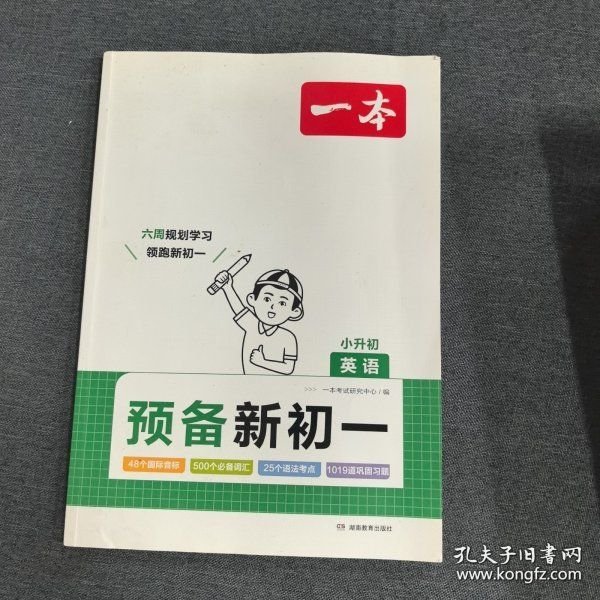 一本
六周规划学习
领跑新初一
小升初
英语
>>> 一本考试研究中心/编
预备新初一
48个国际音标 500个必备词汇 25个语法考点 1019道巩固习题
湖南教育出版社
孔夫子旧书网
www.kongfz.com